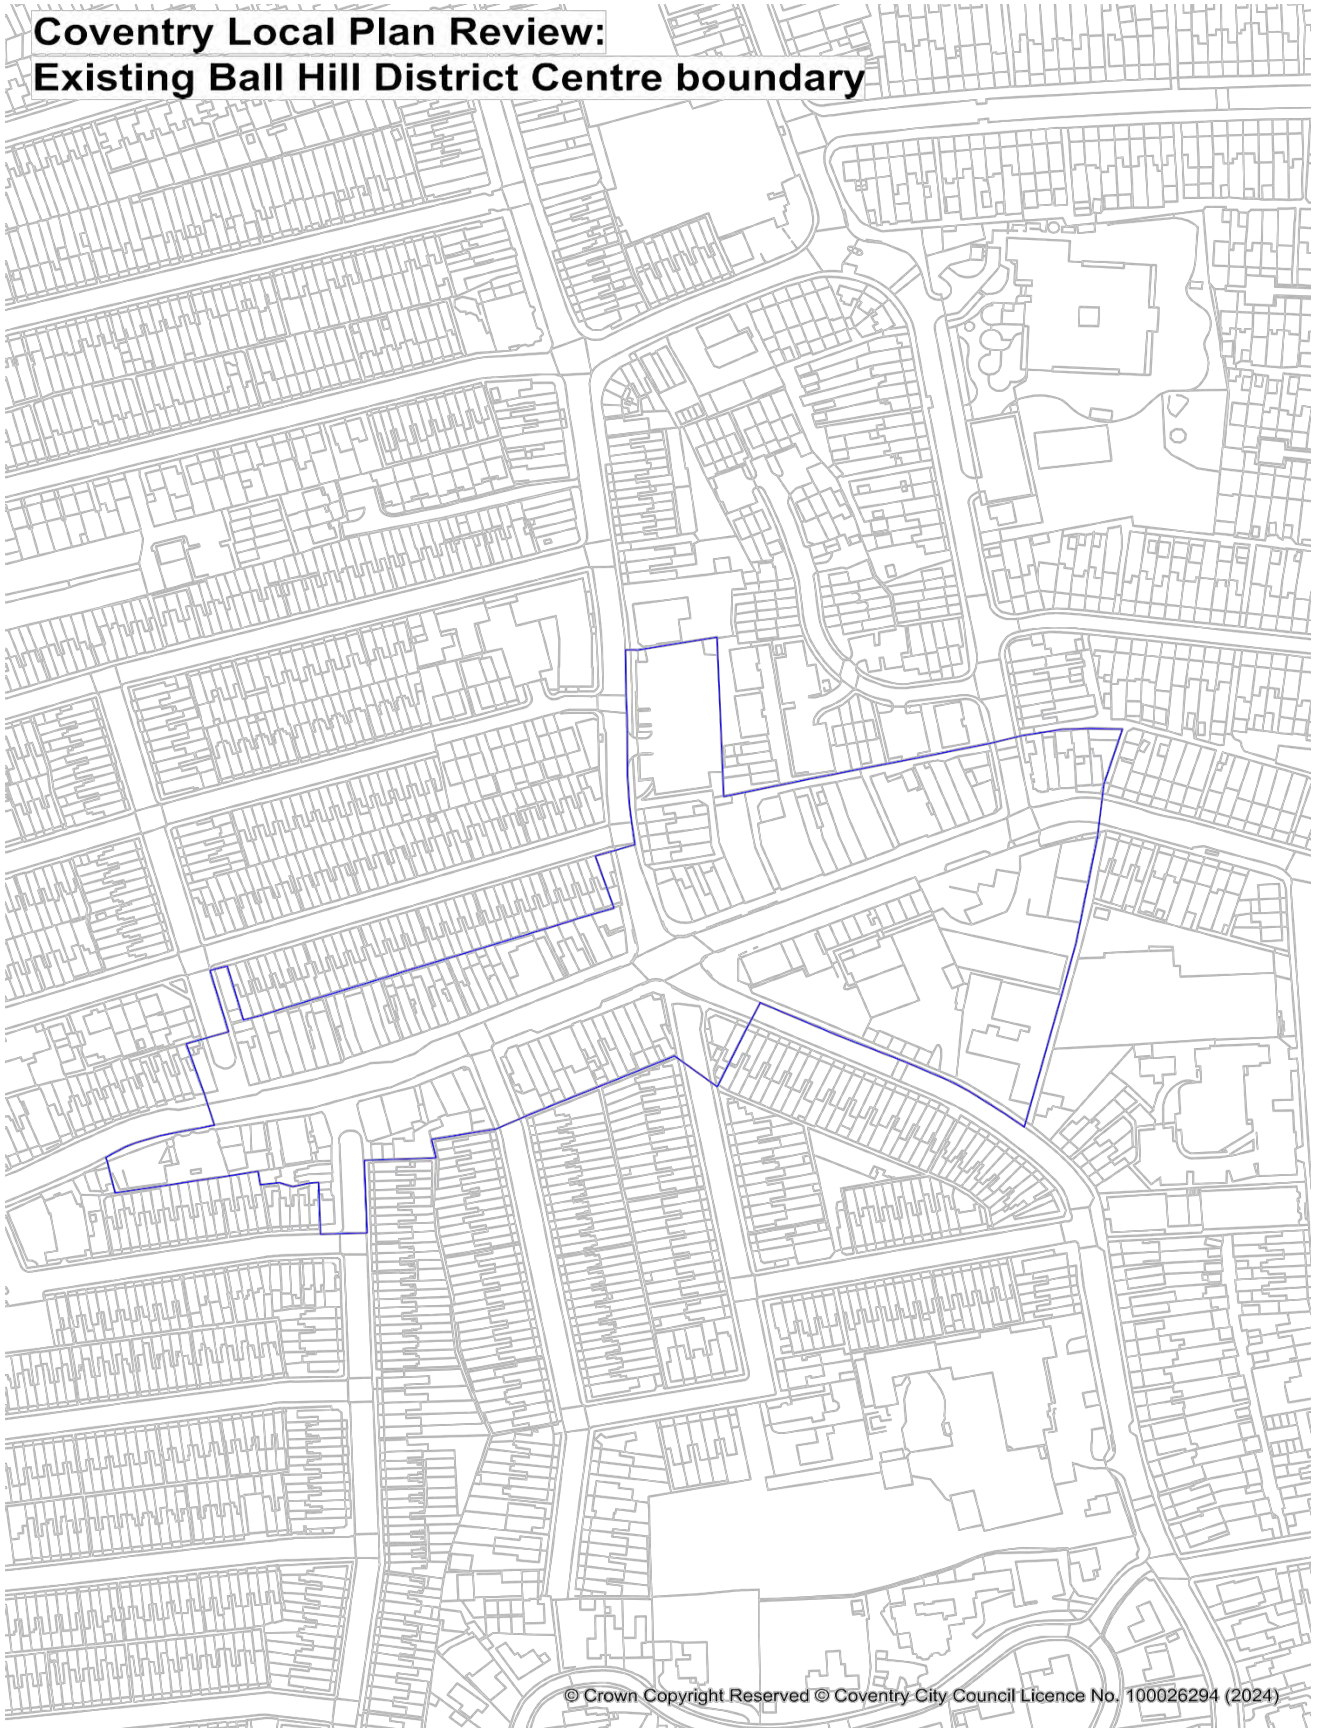 Coventry Local Plan Review:
Existing Ball Hill District Centre boundary
© Crown Copyright Reserved © Coventry City Council Licence No. 100026294 (2024)